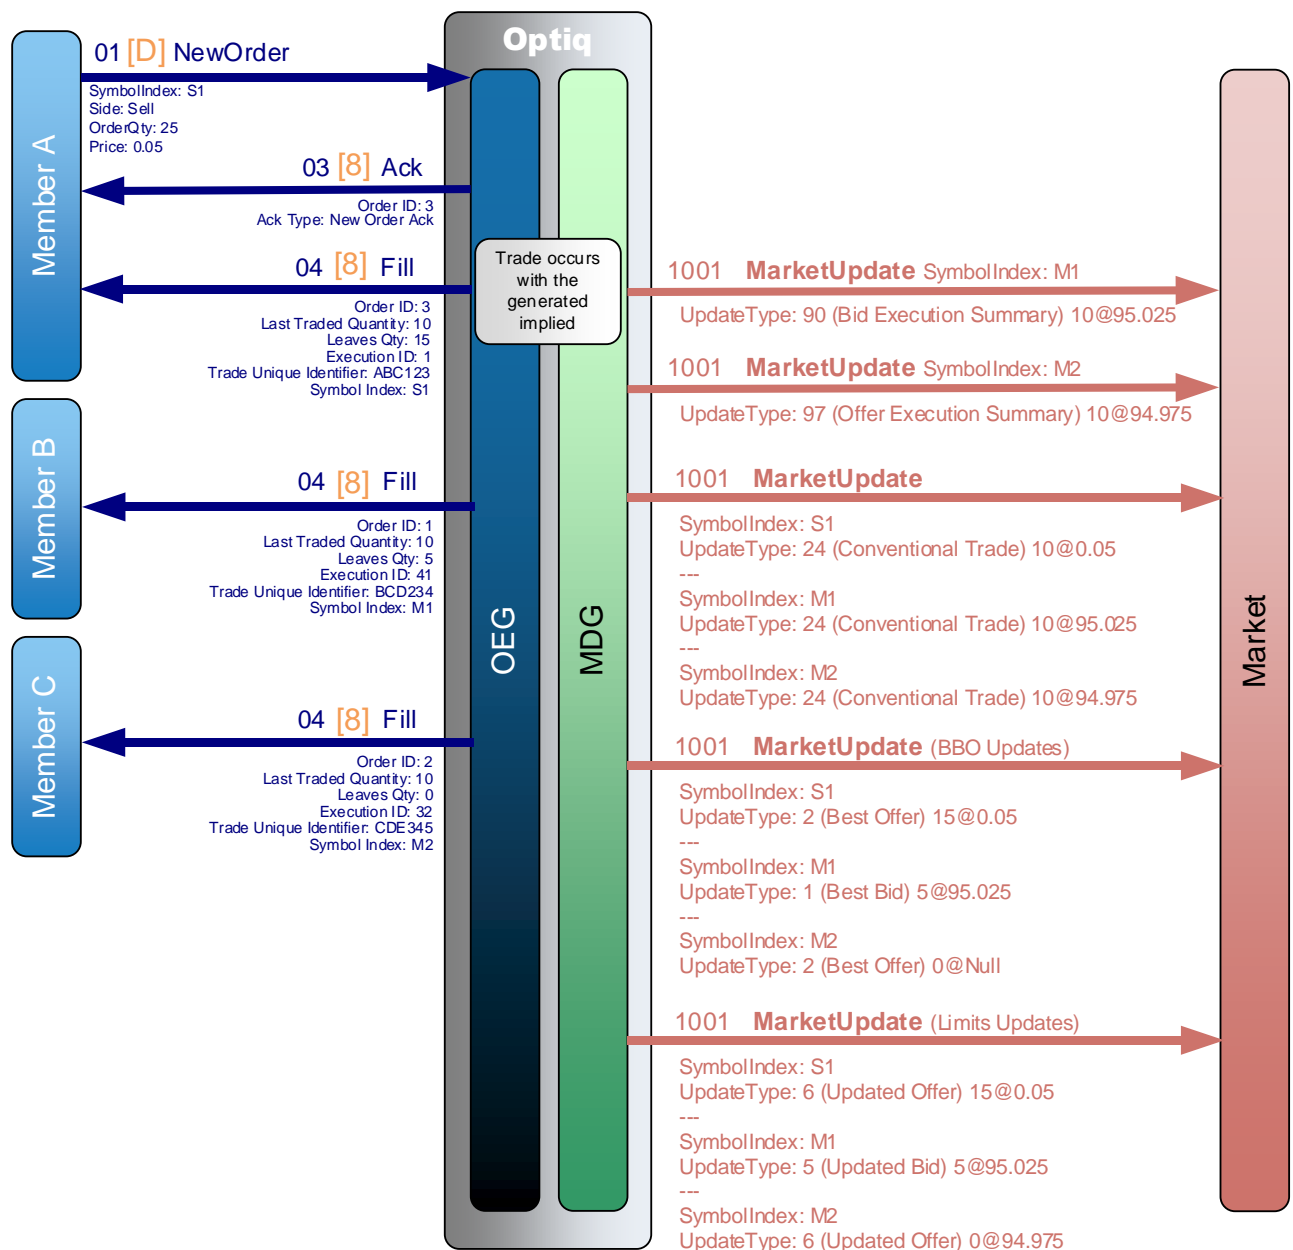 Optiq
Member A
01 [D] NewOrder
SymbolIndex: S1
Side: Sell
OrderQty: 25
Price: 0.05
03 [8] Ack
Order ID: 3
Ack Type: New Order Ack
04 [8] Fill
Order ID: 3
Last Traded Quantity: 10
Leaves Qty: 15
Execution ID: 1
Trade Unique Identifier: ABC123
Symbol Index: S1
Member B
04 [8] Fill
Order ID: 1
Last Traded Quantity: 10
Leaves Qty: 5
Execution ID: 41
Trade Unique Identifier: BCD234
Symbol Index: M1
Member C
04 [8] Fill
Order ID: 2
Last Traded Quantity: 10
Leaves Qty: 0
Execution ID: 32
Trade Unique Identifier: CDE345
Symbol Index: M2
Trade occurs
with the
generated
implied
OEG
MDG
1001 MarketUpdate SymbolIndex: M1
UpdateType: 90 (Bid Execution Summary) 10@95.025
1001 MarketUpdate SymbolIndex: M2
UpdateType: 97 (Offer Execution Summary) 10@94.975
1001 MarketUpdate
SymbolIndex: S1
UpdateType: 24 (Conventional Trade) 10@0.05
---
SymbolIndex: M1
UpdateType: 24 (Conventional Trade) 10@95.025
---
SymbolIndex: M2
UpdateType: 24 (Conventional Trade) 10@94.975
1001 MarketUpdate (BBO Updates)
SymbolIndex: S1
UpdateType: 2 (Best Offer) 15@0.05
---
SymbolIndex: M1
UpdateType: 1 (Best Bid) 5@95.025
---
SymbolIndex: M2
UpdateType: 2 (Best Offer) 0@Null
1001 MarketUpdate (Limits Updates)
SymbolIndex: S1
UpdateType: 6 (Updated Offer) 15@0.05
---
SymbolIndex: M1
UpdateType: 5 (Updated Bid) 5@95.025
---
SymbolIndex: M2
UpdateType: 6 (Updated Offer) 0@94.975
Market